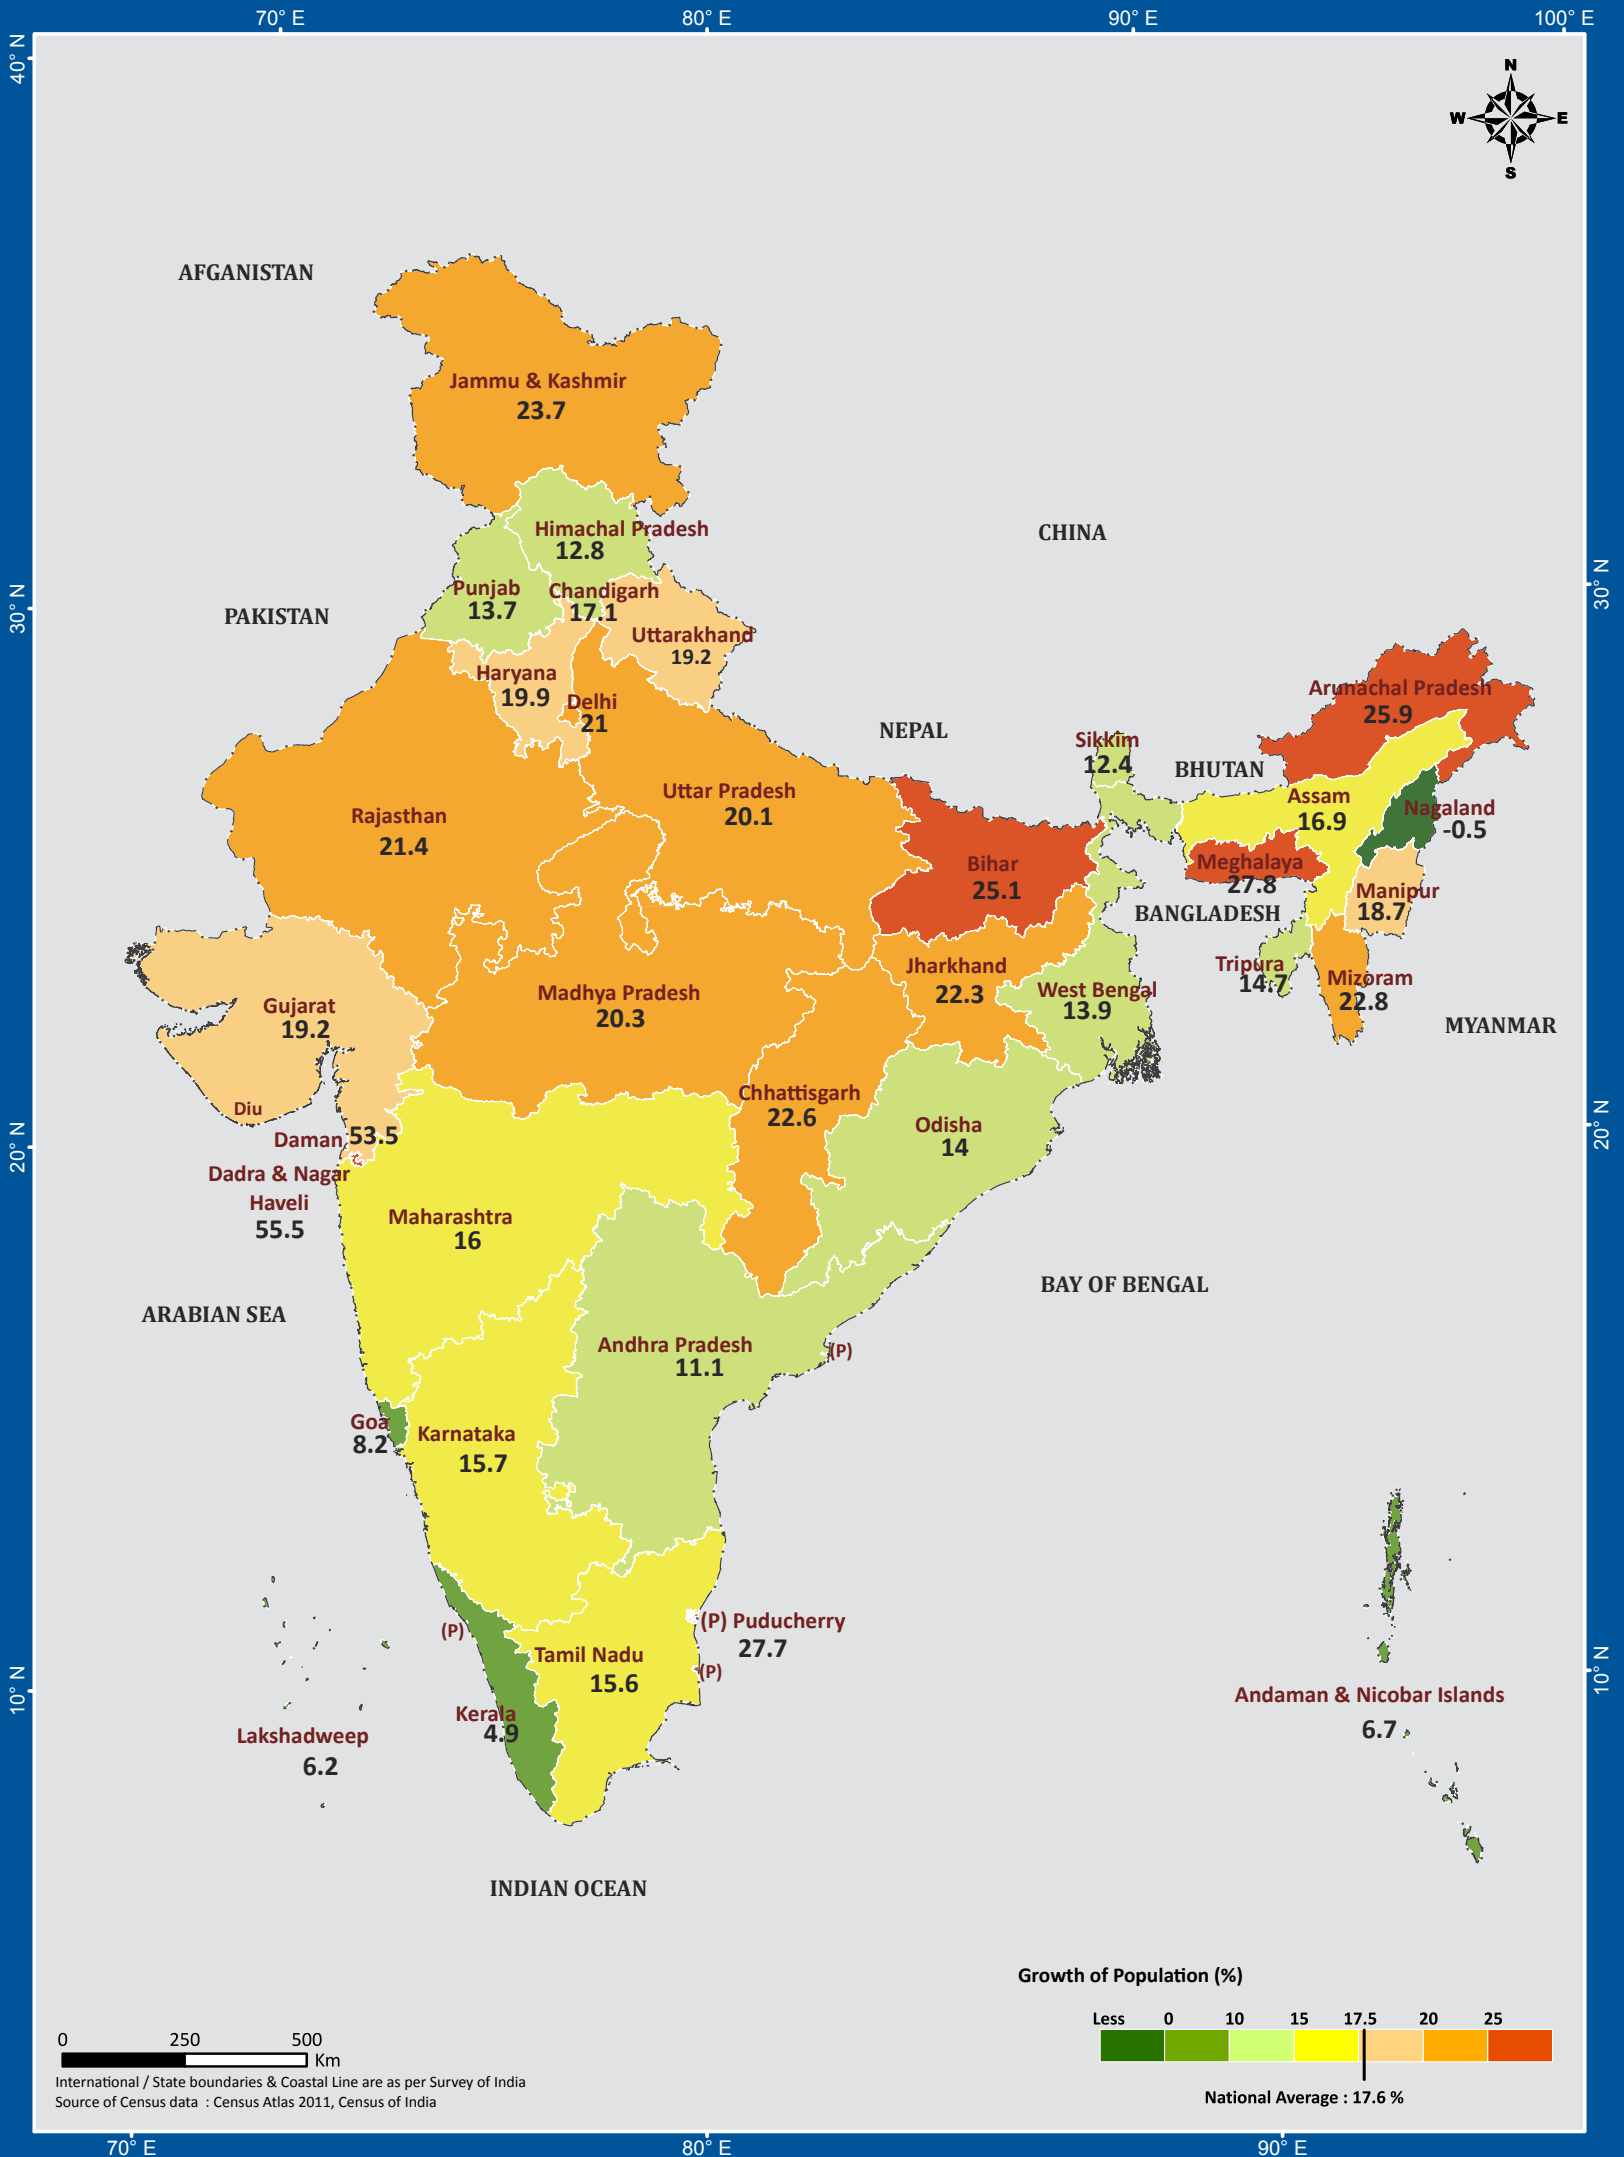 70° E
80° E
90° E
100° E
40° N
N
W
E
S
AFGANISTAN
Jammu & Kashmir
23.7
CHINA
Himachal Pradesh
12.8
Punjab
13.7
Chandigarh
17.1
30° N
30° N
PAKISTAN
Uttarakhand
19.2
Haryana
19.9
Delhi
21
Arunachal Pradesh
25.9
NEPAL
Sikkim
12.4
BHUTAN
Uttar Pradesh
20.1
Assam
16.9
Nagaland
-0.5
Rajasthan
21.4
Bihar
25.1
Meghalaya
27.8
Manipur
18.7
BANGLADESH
Jharkhand
22.3
Tripura
14.7
Mizoram
22.8
Madhya Pradesh
20.3
West Bengal
13.9
Gujarat
19.2
MYANMAR
Chhattisgarh
22.6
Diu
Odisha
14
20° N
20° N
Daman
53.5
Dadra & Nagar
Haveli
55.5
Maharashtra
16
BAY OF BENGAL
ARABIAN SEA
Andhra Pradesh
11.1
(P)
Goa
8.2
Karnataka
15.7
(P)
(P) Puducherry
27.7
Tamil Nadu
15.6
(P)
10° N
10° N
Andaman & Nicobar Islands
6.7
Kerala
4.9
Lakshadweep
6.2
INDIAN OCEAN
Growth of Population (%)
Less
0
10
15
17.5
20
25
National Average : 17.6 %
0
250
500
Km
International / State boundaries & Coastal Line are as per Survey of India
Source of Census data : Census Atlas 2011, Census of India
70° E
80° E
90° E